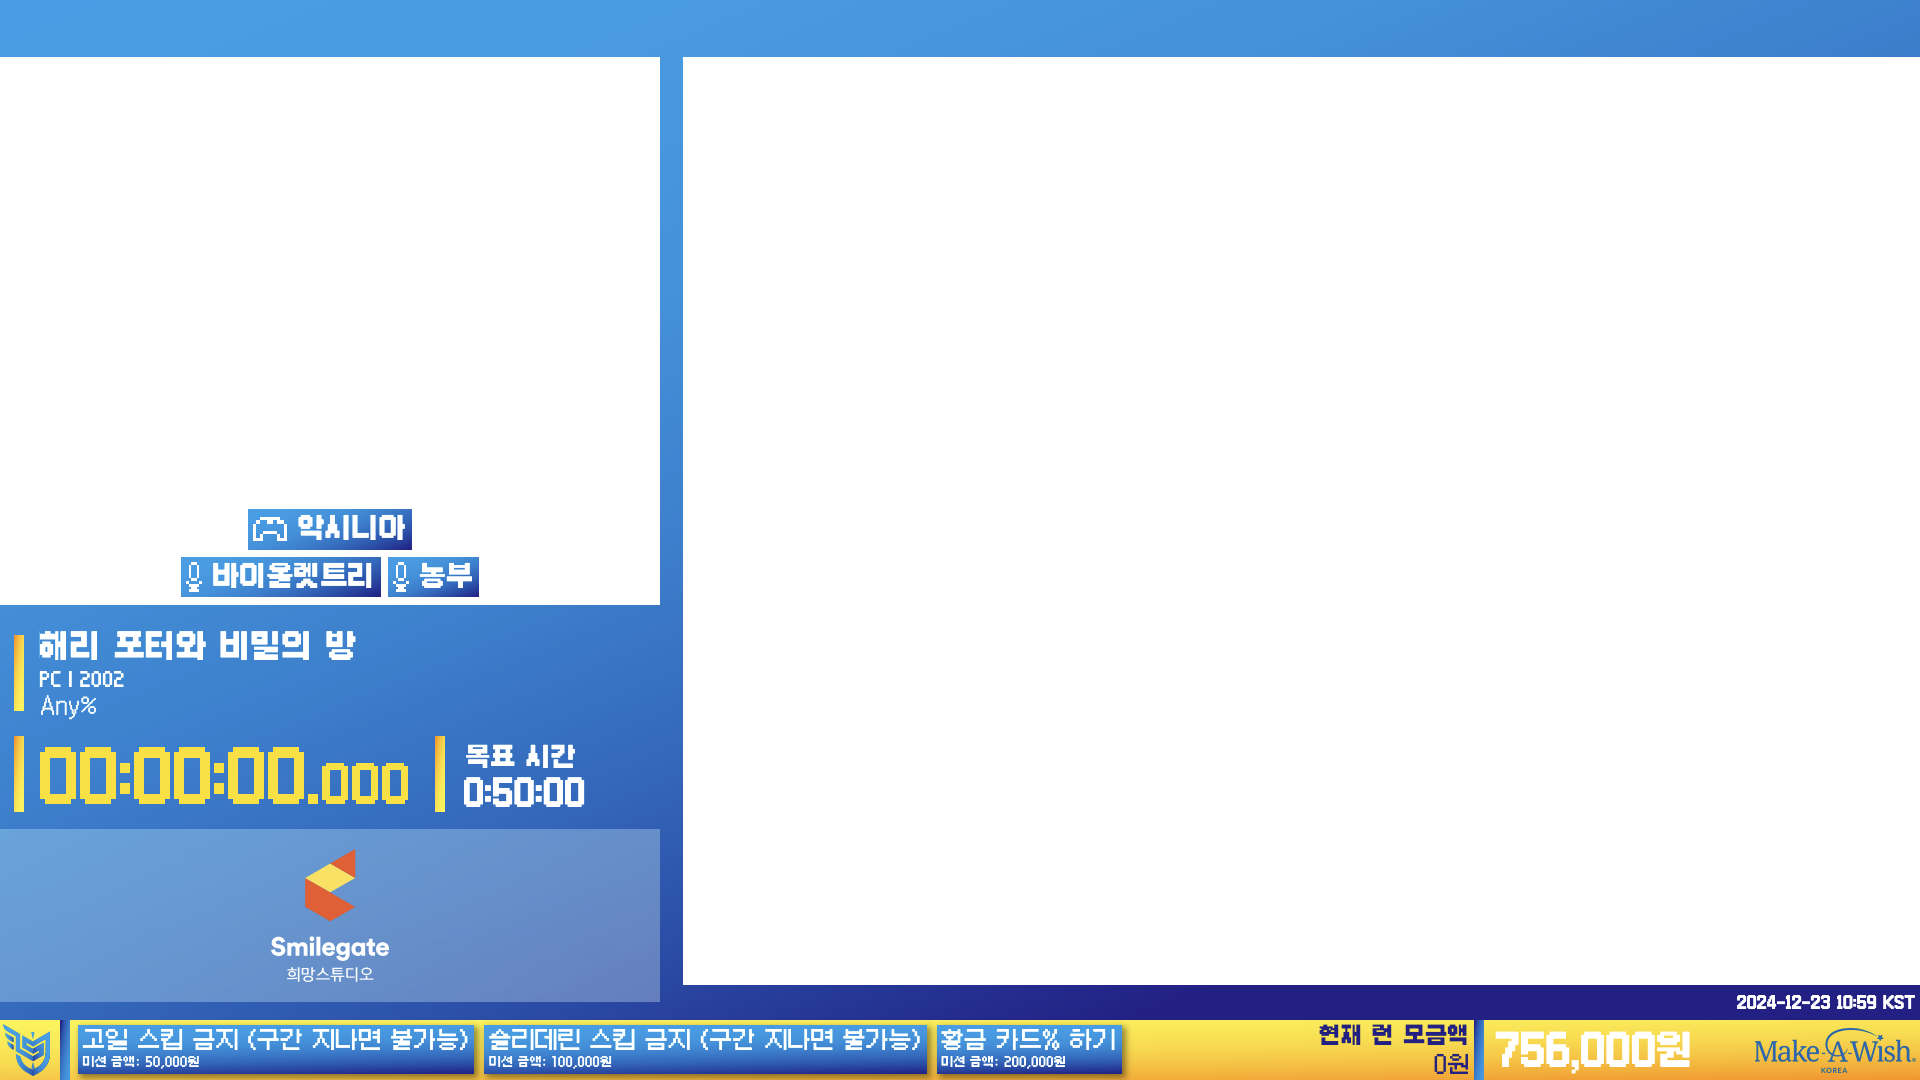 악시니아
바이올렛트리 농부
해리 포터와 비밀의 방
PC | 2002
Any%
00:00:00.000
목표 시간
0:50:00
Smilegate
희망스튜디오
2024-12-23 10:59 KST
고일 스킵 금지 (구간 지나면 불가능)
미션 금액: 50,000원
슬리데린 스킵 금지 (구간 지나면 불가능)
미션 금액: 100,000원
황금 카드% 하기
미션 금액: 200,000원
현재 런 모금액
0원
756,000원
Make-A-Wish.
KOREA